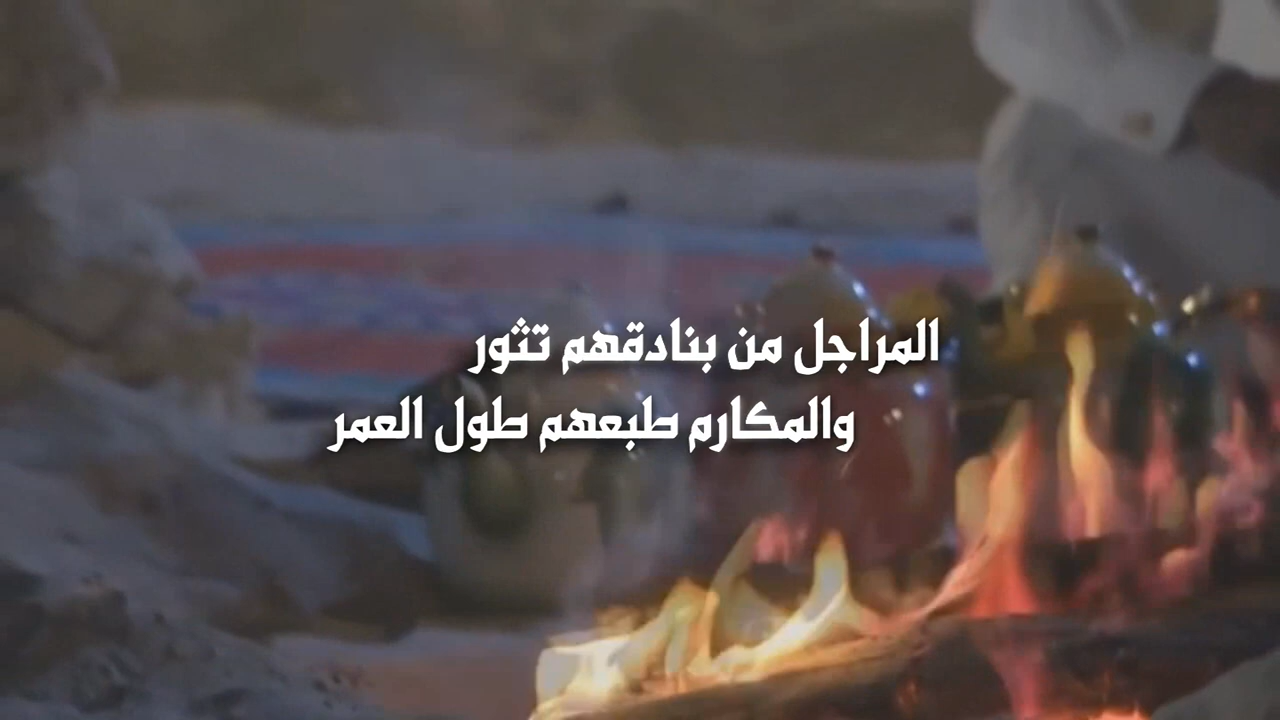 المراجل من بنادقهم تثور
والمكارم طبعهم طول العمر